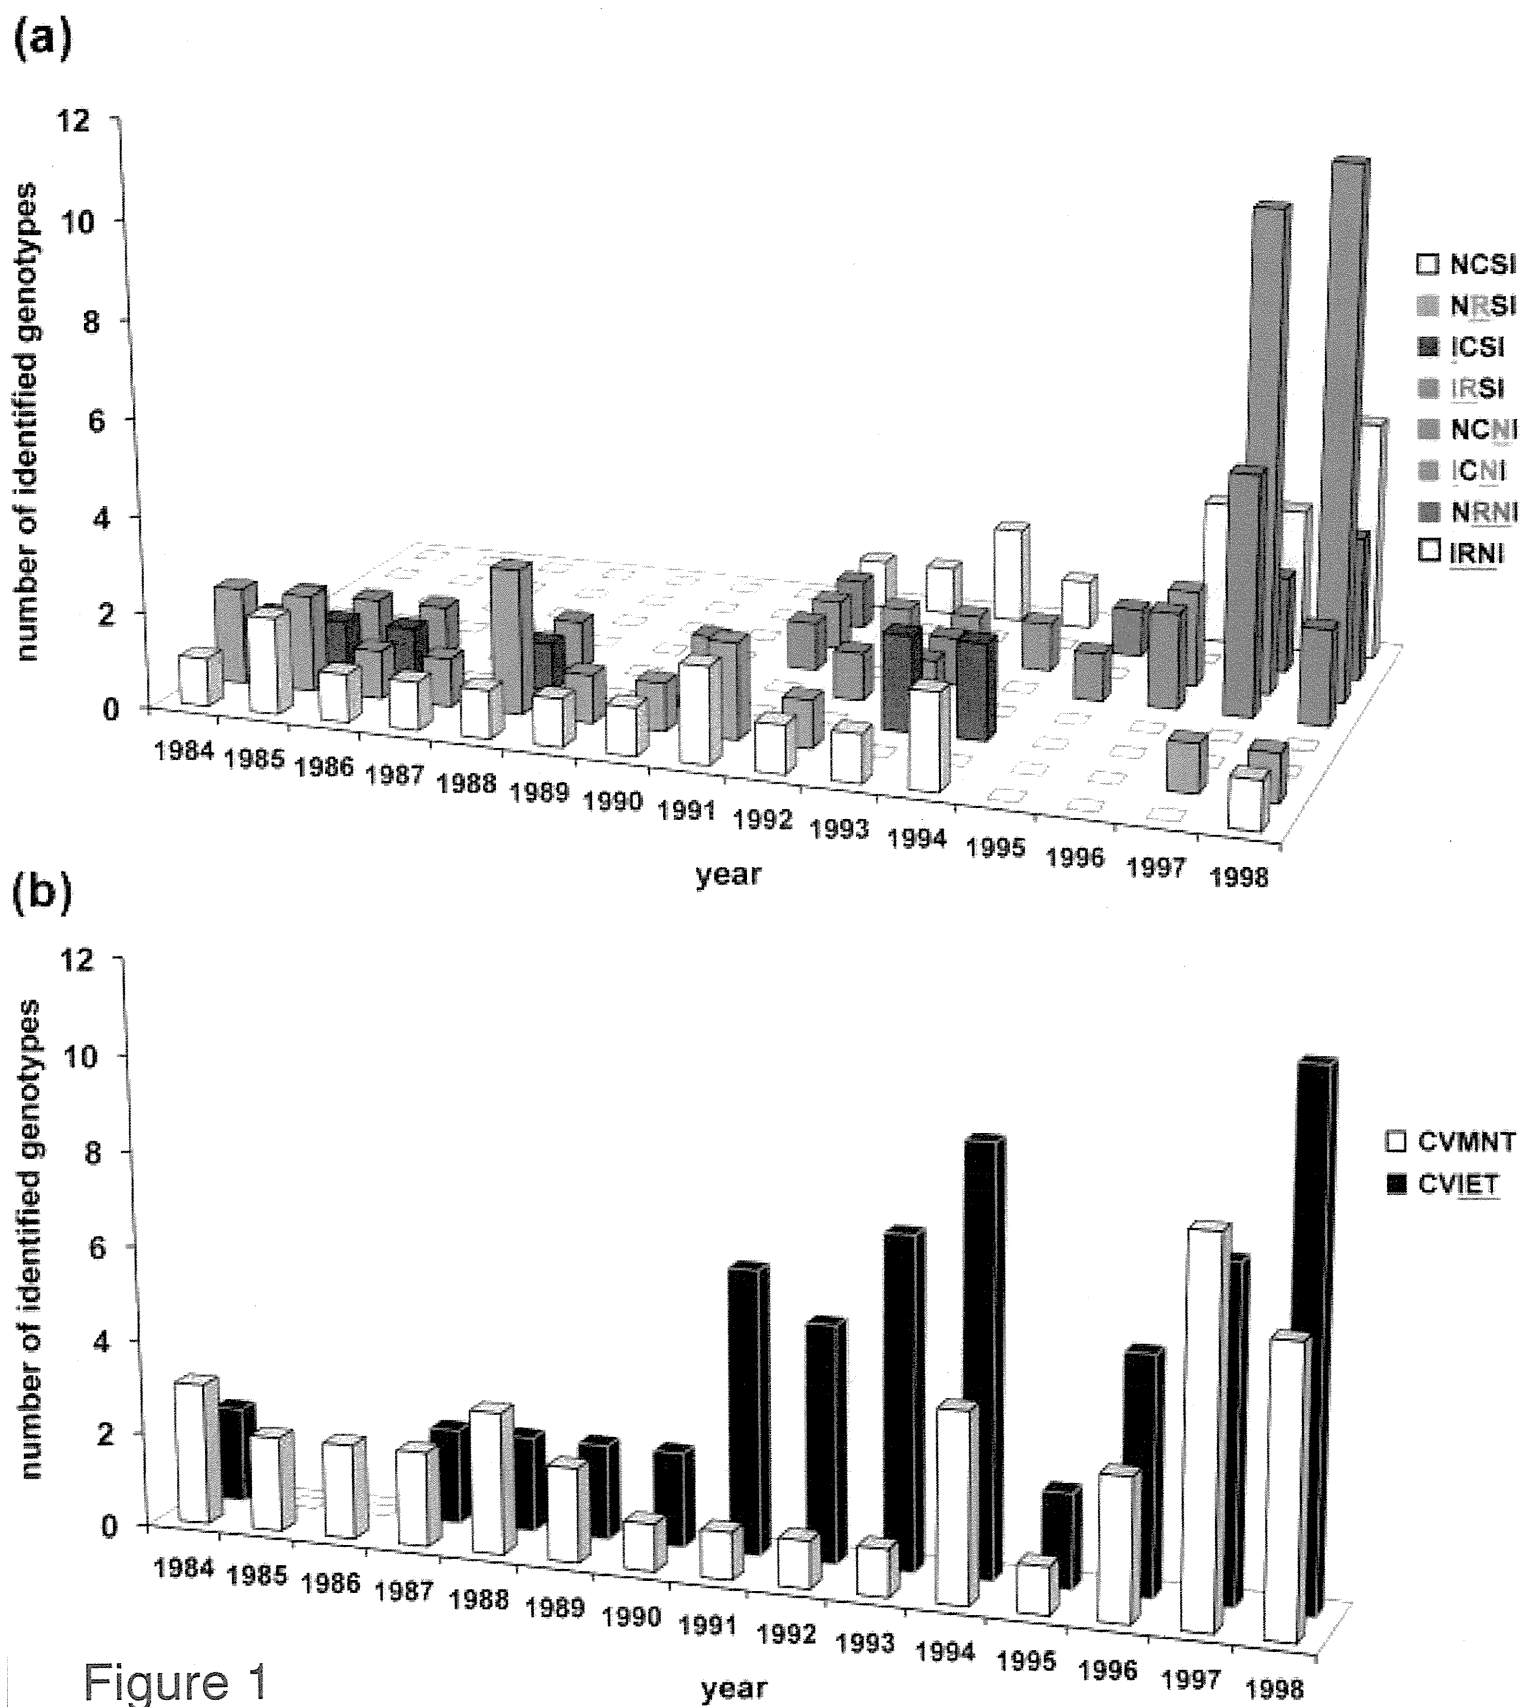 (a)
number of identified genotypes
12
10
8
6
4
2
0
1984 1985 1986 1987 1988 1989 1990 1991 1992 1993 1994 1995 1996 1997 1998
year
NCSI
NRSI
ICSI
IRSI
NCNI
ICNI
NRNI
IRNI
(b)
number of identified genotypes
12
10
8
6
4
2
0
1984 1985 1986 1987 1988 1989 1990 1991 1992 1993 1994 1995 1996 1997 1998
year
CVMNT
CVIET
Figure 1